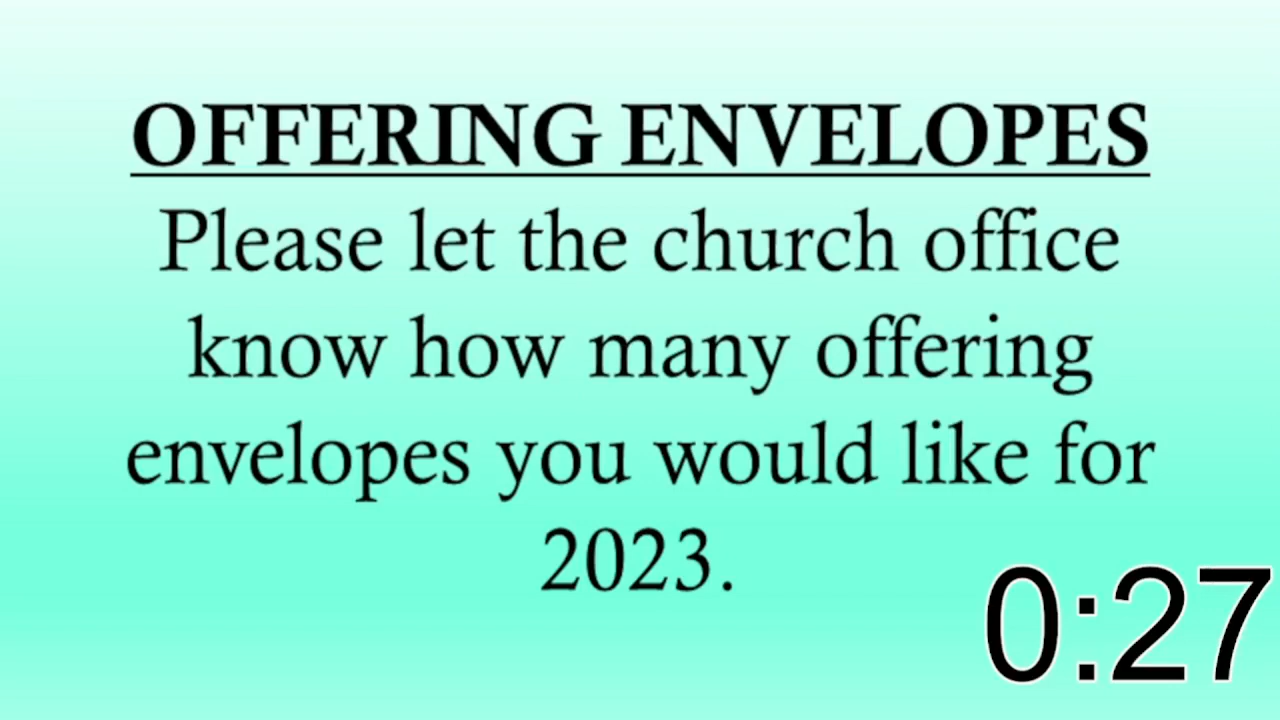 OFFERING ENVELOPES
Please let the church office
know how many offering
envelopes you would like for
2023.
0:27